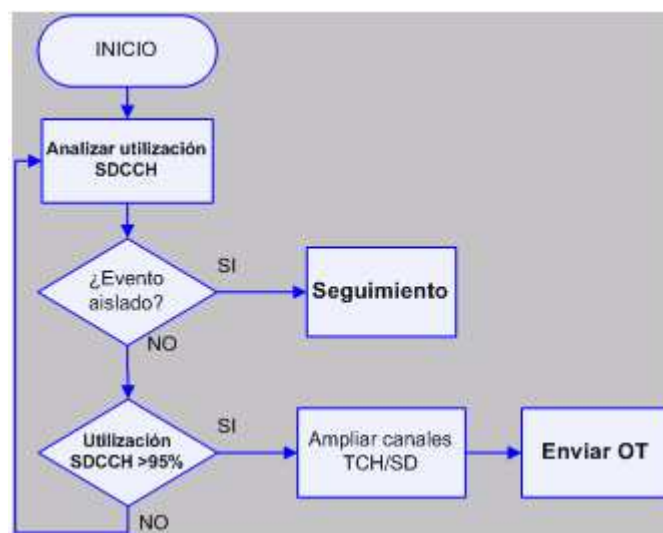 INICIO
Analizar utilización
SDCCH
¿Evento
aislado?
SI
Seguimiento
NO
Utilización
SDCCH >95%
SI
Ampliar canales
TCH/SD
Enviar OT
NO